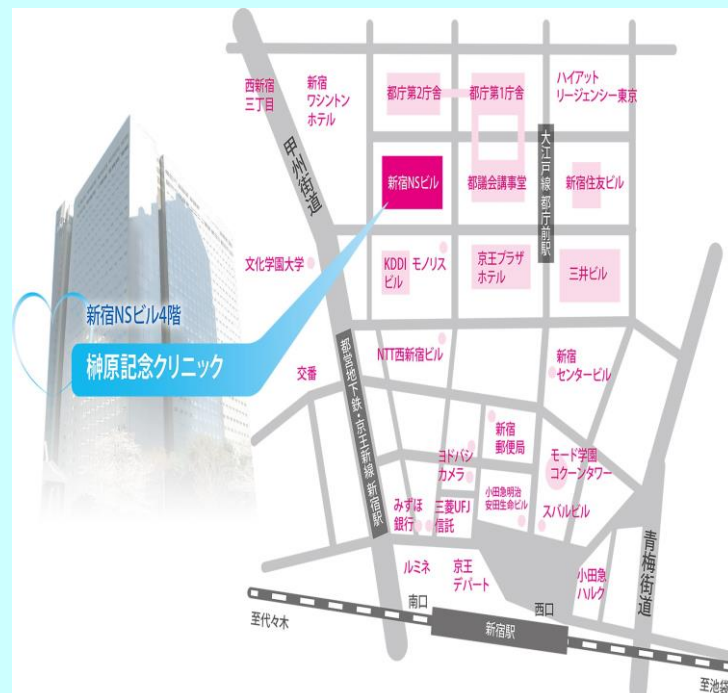 西新宿
三丁目
新宿
ワシントン
ホテル
都庁第2庁舎
都庁第1庁舎
ハイアット
リージェンシー東京
甲州街道
新宿NSビル
都議会講事堂
大江戸線 都庁前駅
新宿住友ビル
文化学園大学
KDDI
ビル
モノリス
京王プラザ
ホテル
三井ビル
新宿NSビル4階
榊原記念クリニック
交番
都営地下鉄・京王新線 新宿駅
NTT西新宿ビル
新宿
センタービル
新宿
郵便局
ヨドバシ
カメラ
モード学園
コクーンタワー
小田急明治
安田生命ビル
みずほ
銀行
三菱UFJ
信託
スバルビル
青梅街道
ルミネ
京王
デパート
小田急
ハルク
南口
西口
至代々木
新宿駅
至池袋